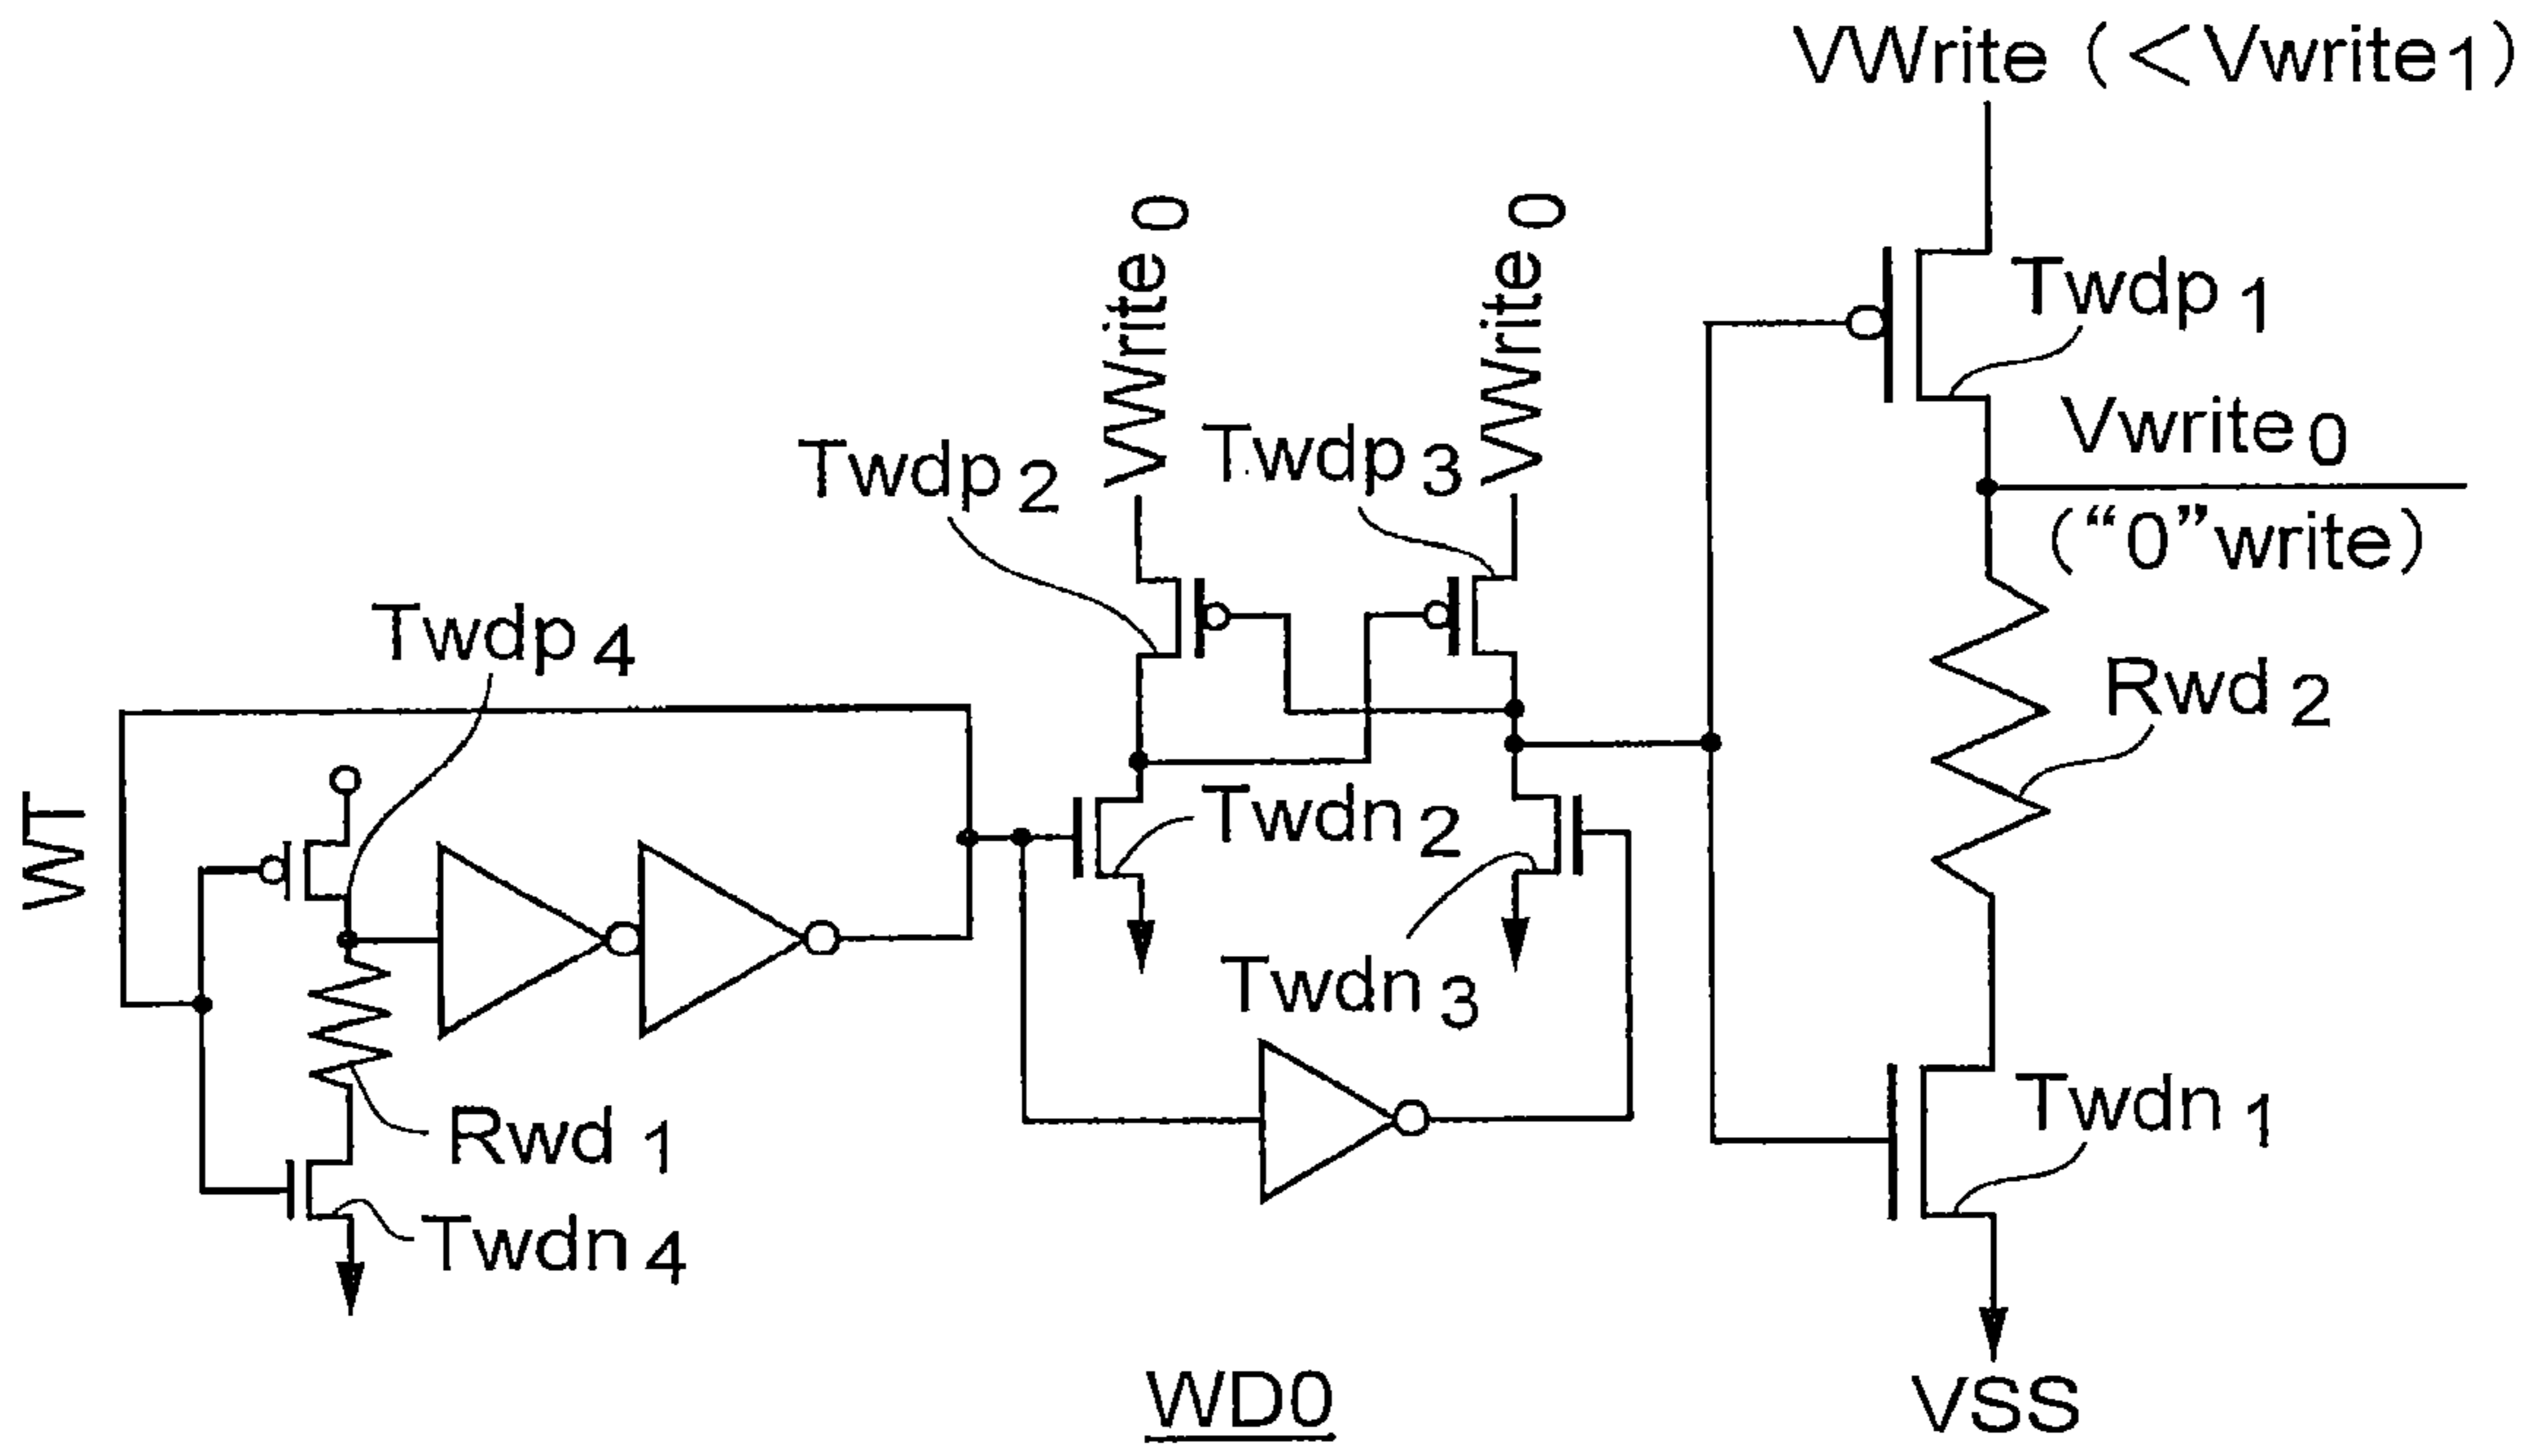 VWrite (<Vwrite1)
VWrite0
VWrite0
Twdp1
Vwrite0
("0"write)
Twdp2
Twdp3
Twdp4
Rwd2
WT
Twdn2
Twdn3
Rwd1
Twdn1
Twdn4
WD0
VSS